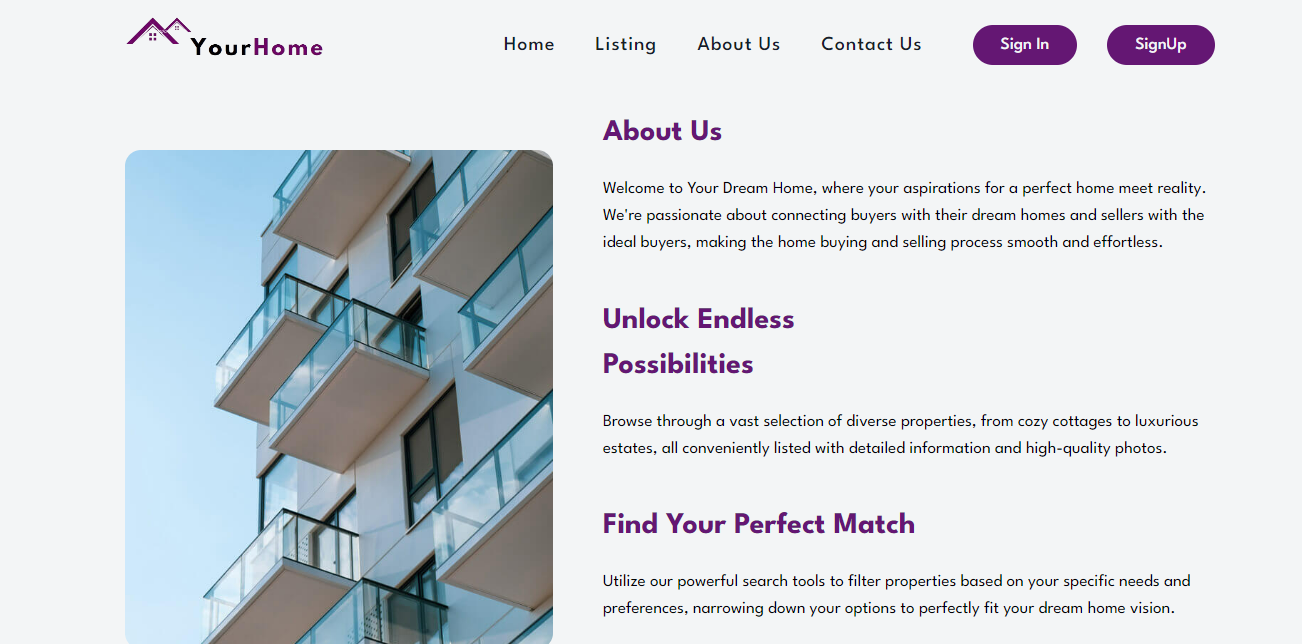 YourHome
Home
Listing
About Us
Contact Us
Sign In
SignUp
About Us
Welcome to Your Dream Home, where your aspirations for a perfect home meet reality.
We're passionate about connecting buyers with their dream homes and sellers with the
ideal buyers, making the home buying and selling process smooth and effortless.
Unlock Endless
Possibilities
Browse through a vast selection of diverse properties, from cozy cottages to luxurious
estates, all conveniently listed with detailed information and high-quality photos.
Find Your Perfect Match
Utilize our powerful search tools to filter properties based on your specific needs and
preferences, narrowing down your options to perfectly fit your dream home vision.